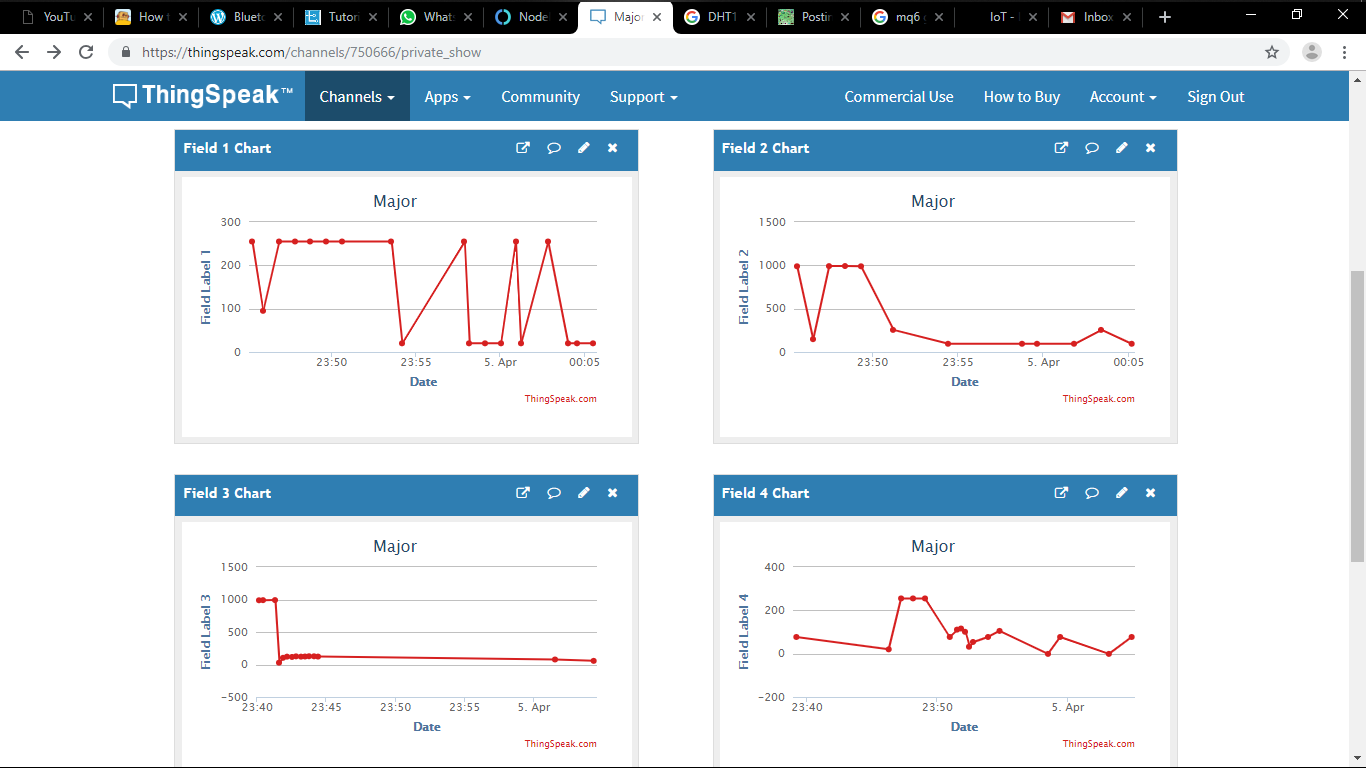 YouTu How t Bluet Tutori Whats Node Major DHT1 Postin mq6 g IoT - Inbox
https://thingspeak.com/channels/750666/private_show
ThingSpeak™ Channels Apps Community Support Commercial Use How to Buy Account Sign Out
Field 1 Chart
Major
Field Label 1
300
200
100
0
23:50 23:55 5. Apr 00:05
Date
ThingSpeak.com
Field 2 Chart
Major
Field Label 2
1500
1000
500
0
23:50 23:55 5. Apr 00:05
Date
ThingSpeak.com
Field 3 Chart
Major
Field Label 3
1500
1000
500
0
-500
23:40 23:45 23:50 23:55 5. Apr
Date
ThingSpeak.com
Field 4 Chart
Major
Field Label 4
400
200
0
-200
23:40 23:50 5. Apr
Date
ThingSpeak.com